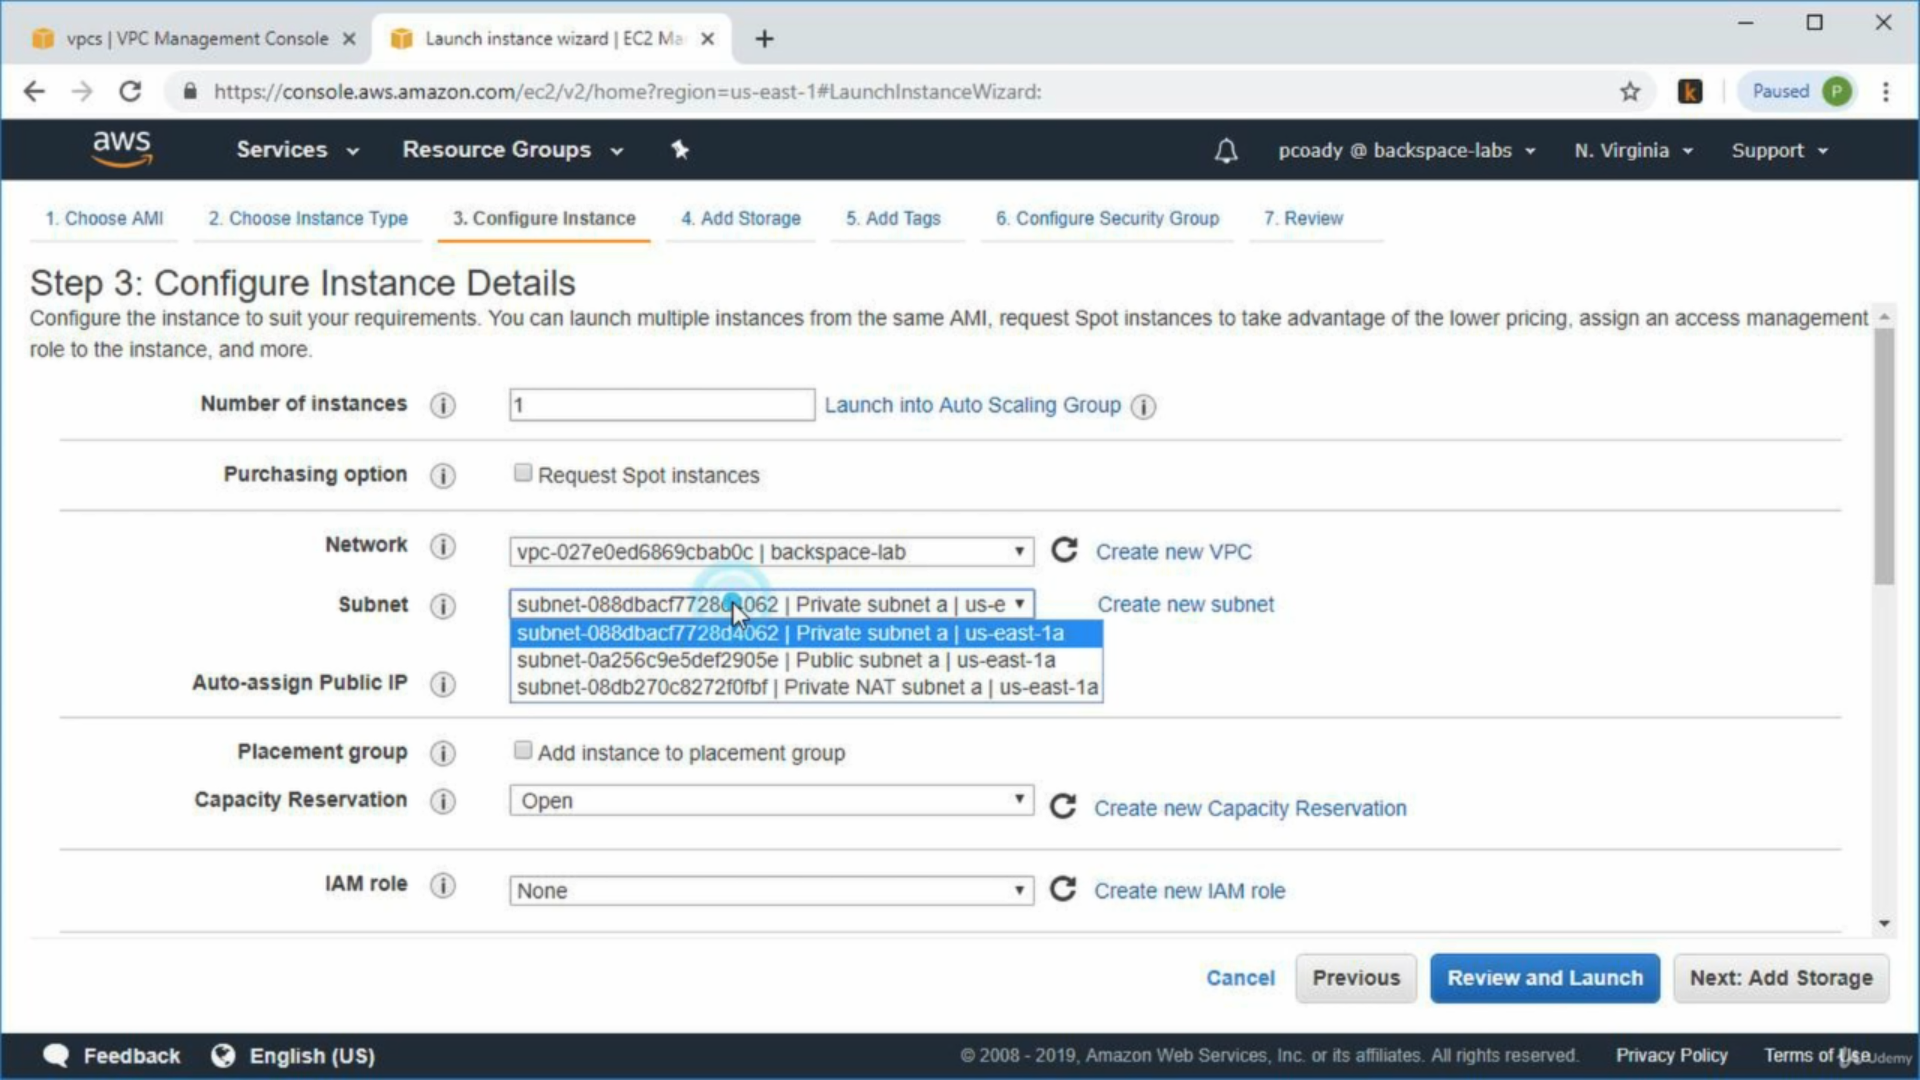 vpcs | VPC Management Console
Launch instance wizard | EC2 Ma
https://console.aws.amazon.com/ec2/v2/home?region=us-east-1#LaunchInstanceWizard:
k
Paused
P
aws
Services
Resource Groups
pcoady @ backspace-labs
N. Virginia
Support
1. Choose AMI
2. Choose Instance Type
3. Configure Instance
4. Add Storage
5. Add Tags
6. Configure Security Group
7. Review
Step 3: Configure Instance Details
Configure the instance to suit your requirements. You can launch multiple instances from the same AMI, request Spot instances to take advantage of the lower pricing, assign an access management
role to the instance, and more.
Number of instances
1
Launch into Auto Scaling Group
Purchasing option
Request Spot instances
Network
vpc-027e0ed6869cbab0c | backspace-lab
Create new VPC
Subnet
subnet-088dbacf7728d4062 | Private subnet a | us-e
Create new subnet
subnet-088dbacf7728d4062 | Private subnet a | us-east-1a
subnet-0a256c9e5def2905e | Public subnet a | us-east-1a
Auto-assign Public IP
subnet-08db270c8272f0fbf | Private NAT subnet a | us-east-1a
Placement group
Add instance to placement group
Capacity Reservation
Open
Create new Capacity Reservation
IAM role
None
Create new IAM role
Cancel
Previous
Review and Launch
Next: Add Storage
Feedback
English (US)
© 2008 - 2019, Amazon Web Services, Inc. or its affiliates. All rights reserved.
Privacy Policy
Terms of Use
Udemy